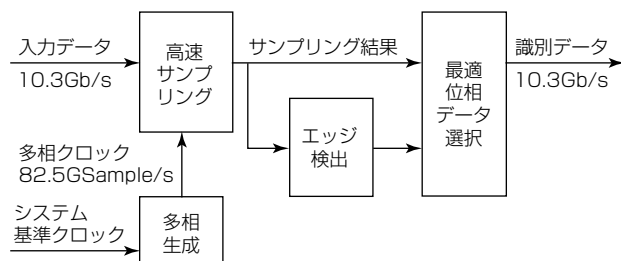 入力データ
10.3Gb/s
高速
サンプ
リング
サンプリング結果
エッジ
検出
最適
位相
データ
選択
識別データ
10.3Gb/s
多相クロック
82.5GSample/s
システム
基準クロック
多相
生成